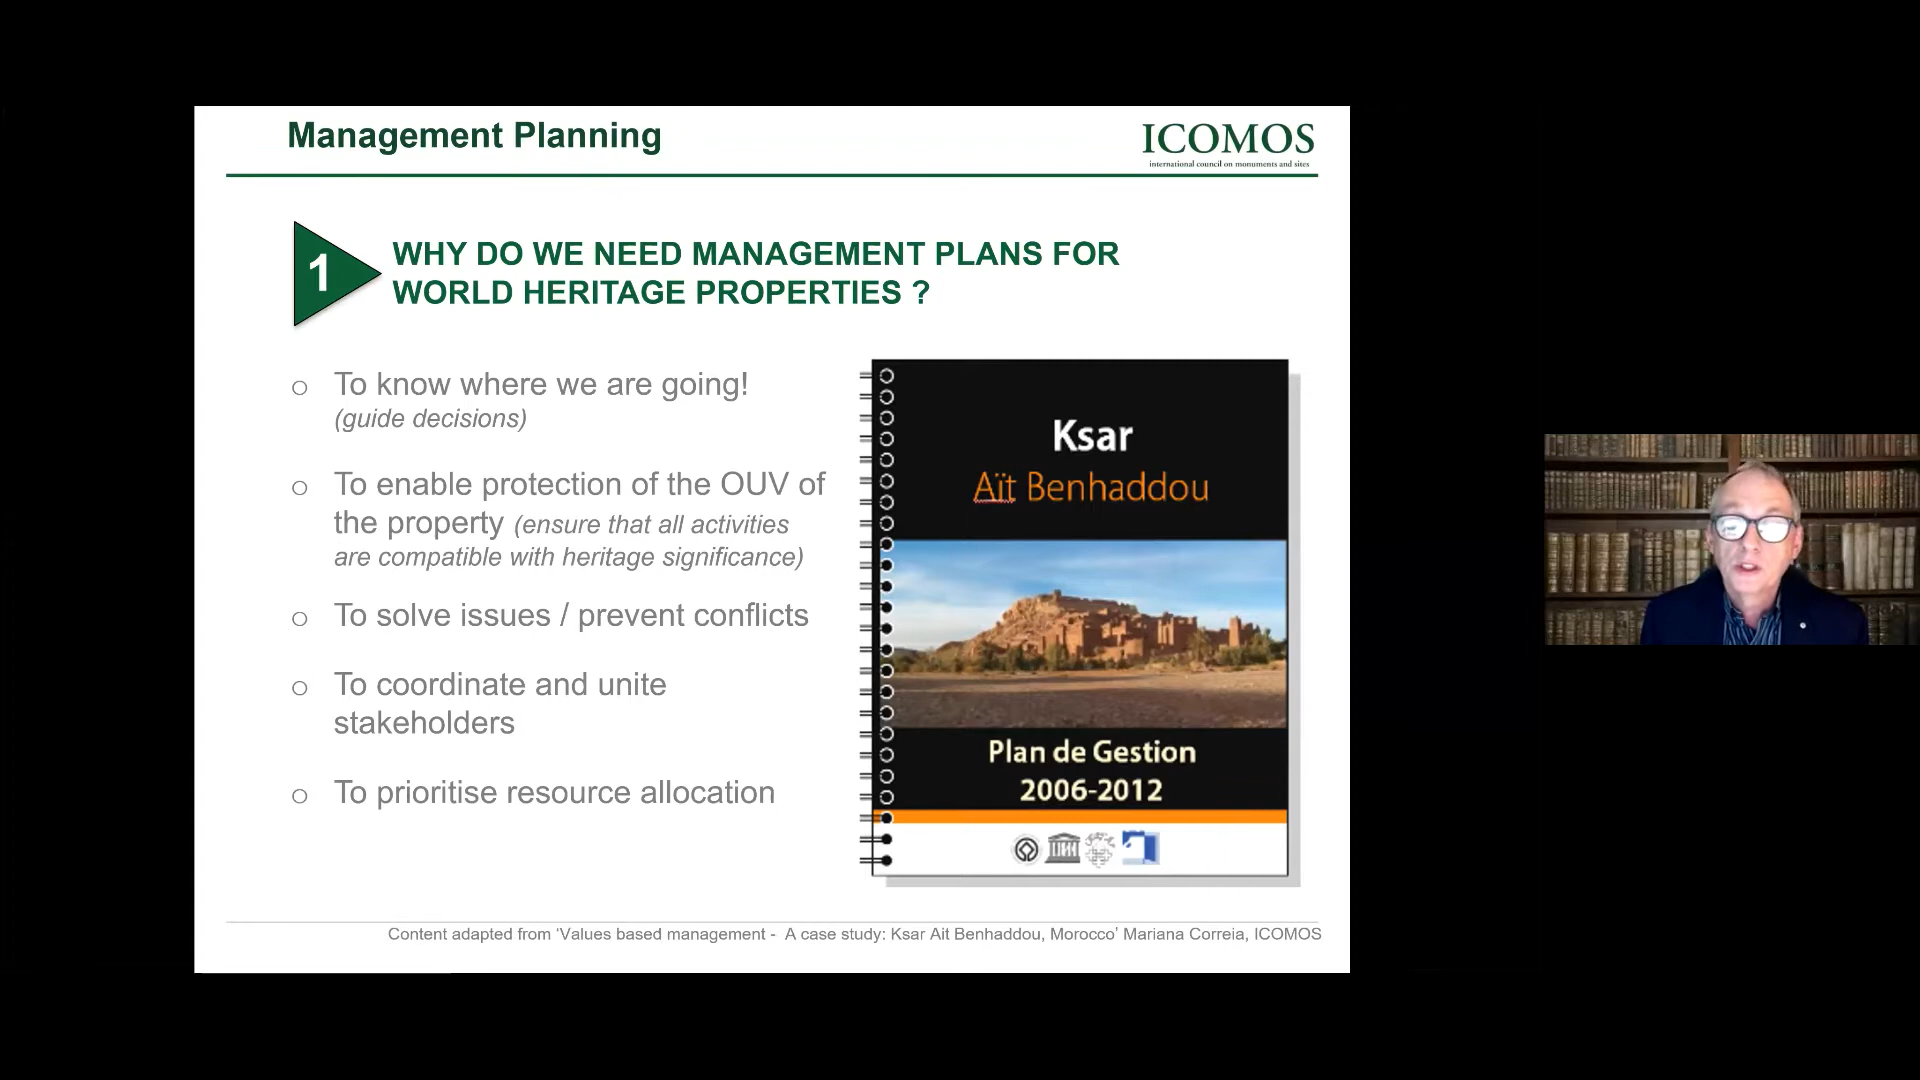 Management Planning
ICOMOS
international council on monuments and sites
1
WHY DO WE NEED MANAGEMENT PLANS FOR
WORLD HERITAGE PROPERTIES ?
o To know where we are going!
(guide decisions)
o To enable protection of the OUV of
the property (ensure that all activities
are compatible with heritage significance)
o To solve issues / prevent conflicts
o To coordinate and unite
stakeholders
o To prioritise resource allocation
Ksar
Aït Benhaddou
Plan de Gestion
2006-2012
Content adapted from ‘Values based management - A case study: Ksar Ait Benhaddou, Morocco’ Mariana Correia, ICOMOS